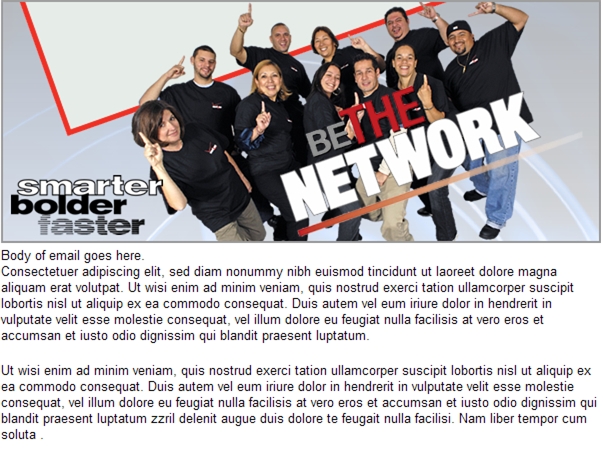 BE THE
NETWORK
smarter
bolder
faster
Body of email goes here.
Consectetuer adipiscing elit, sed diam nonummy nibh euismod tincidunt ut laoreet dolore magna
aliquam erat volutpat. Ut wisi enim ad minim veniam, quis nostrud exerci tation ullamcorper suscipit
lobortis nisl ut aliquip ex ea commodo consequat. Duis autem vel eum iriure dolor in hendrerit in
vulputate velit esse molestie consequat, vel illum dolore eu feugiat nulla facilisis at vero eros et
accumsan et iusto odio dignissim qui blandit praesent luptatum.
Ut wisi enim ad minim veniam, quis nostrud exerci tation ullamcorper suscipit lobortis nisl ut aliquip ex
ea commodo consequat. Duis autem vel eum iriure dolor in hendrerit in vulputate velit esse molestie
consequat, vel illum dolore eu feugiat nulla facilisis at vero eros et accumsan et iusto odio dignissim qui
blandit praesent luptatum zzril delenit augue duis dolore te feugait nulla facilisi. Nam liber tempor cum
soluta .